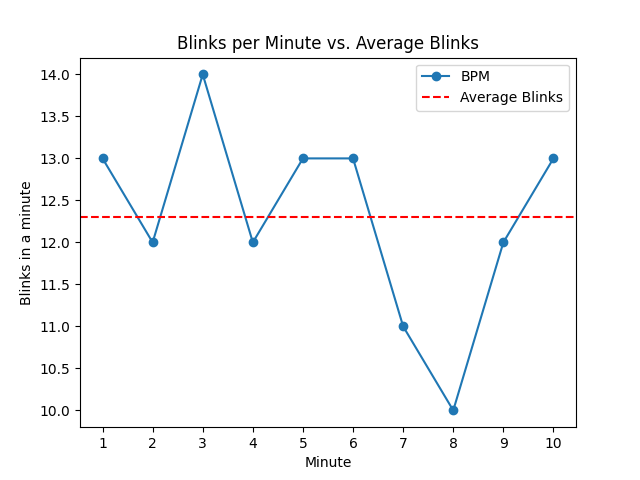 Blinks per Minute vs. Average Blinks
BPM
Average Blinks
14.0
13.5
13.0
12.5
12.0
11.5
11.0
10.5
10.0
Blinks in a minute
1 2 3 4 5 6 7 8 9 10
Minute